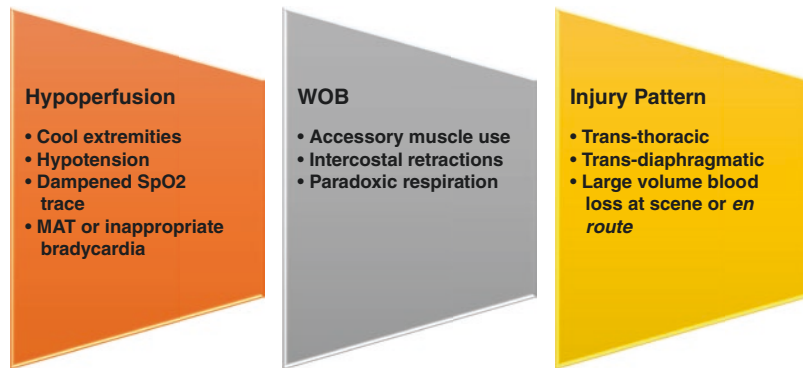 Hypoperfusion
• Cool extremities
• Hypotension
• Dampened SpO2
trace
• MAT or inappropriate
bradycardia
WOB
• Accessory muscle use
• Intercostal retractions
• Paradoxic respiration
Injury Pattern
• Trans-thoracic
• Trans-diaphragmatic
• Large volume blood
loss at scene or en
route